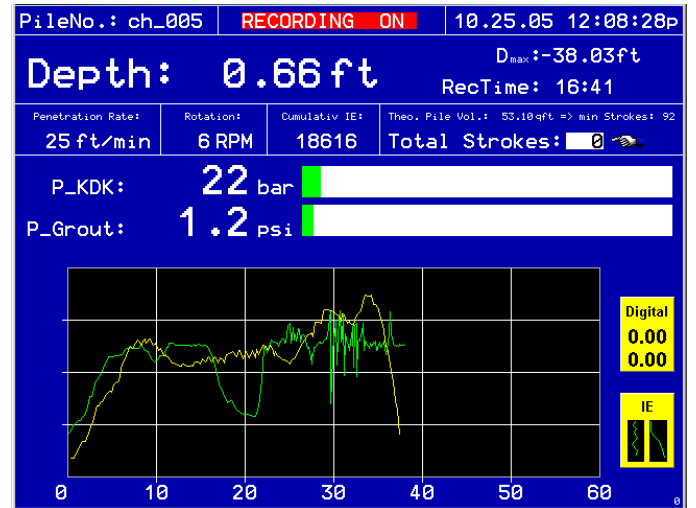 PileNo.: ch_005 RECORDING ON 10.25.05 12:08:28p
Depth: 0.66ft
Dmax:-38.03ft
RecTime: 16:41
Penetration Rate: Rotation: Cumulativ IE: Theo. Pile Vol.: 53.10qft => min Strokes: 92
25 ft/min 6 RPM 18616 Total Strokes: 0
P_KDK: 22 bar
P_Grout: 1.2 psi
Digital
0.00
0.00
IE
0 10 20 30 40 50 60
0